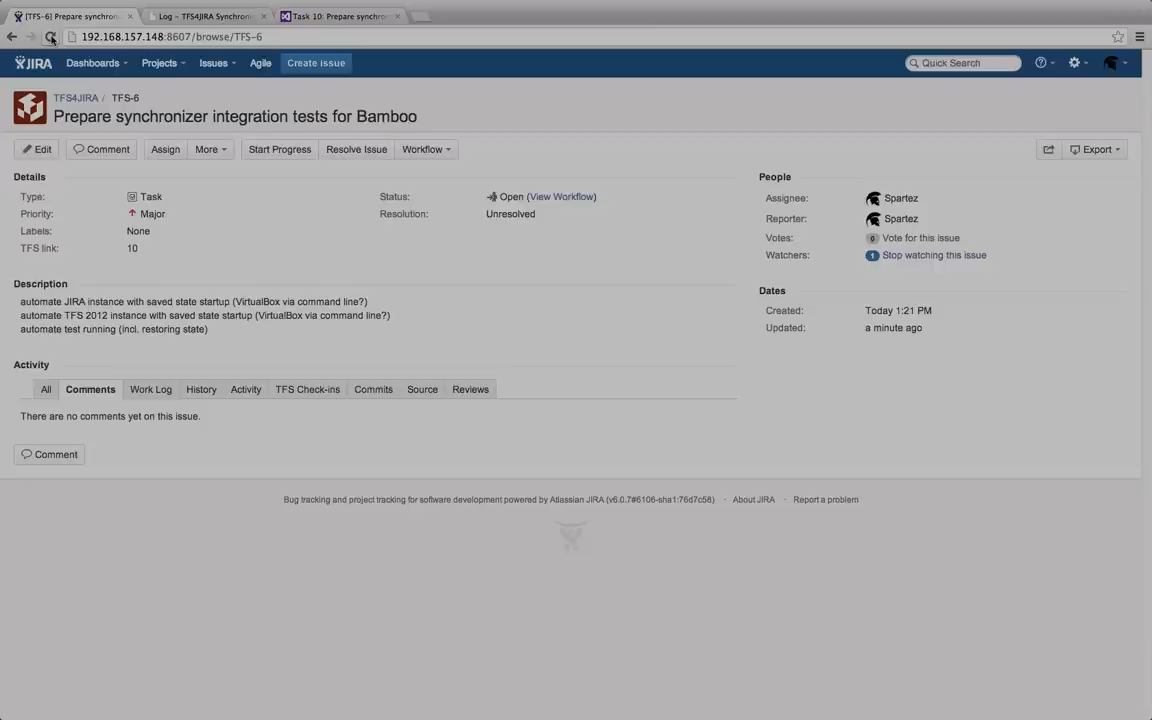 [TFS-6] Prepare synchron
Log – TFS4JIRA Synchroni
Task 10: Prepare synchro
192.168.157.148:8607/browse/TFS-6
JIRA Dashboards Projects Issues Agile Create issue Quick Search
TFS4JIRA / TFS-6
Prepare synchronizer integration tests for Bamboo
Edit Comment Assign More Start Progress Resolve Issue Workflow Export
Details
Type: Task
Priority: Major
Labels: None
TFS link: 10
Status: Open (View Workflow)
Resolution: Unresolved
People
Assignee: Spartez
Reporter: Spartez
Votes: 0 Vote for this issue
Watchers: 1 Stop watching this issue
Description
automate JIRA instance with saved state startup (VirtualBox via command line?)
automate TFS 2012 instance with saved state startup (VirtualBox via command line?)
automate test running (incl. restoring state)
Dates
Created: Today 1:21 PM
Updated: a minute ago
Activity
All Comments Work Log History Activity TFS Check-ins Commits Source Reviews
There are no comments yet on this issue.
Comment
Bug tracking and project tracking for software development powered by Atlassian JIRA (v6.0.7#6106-sha1:76d7c58) · About JIRA · Report a problem